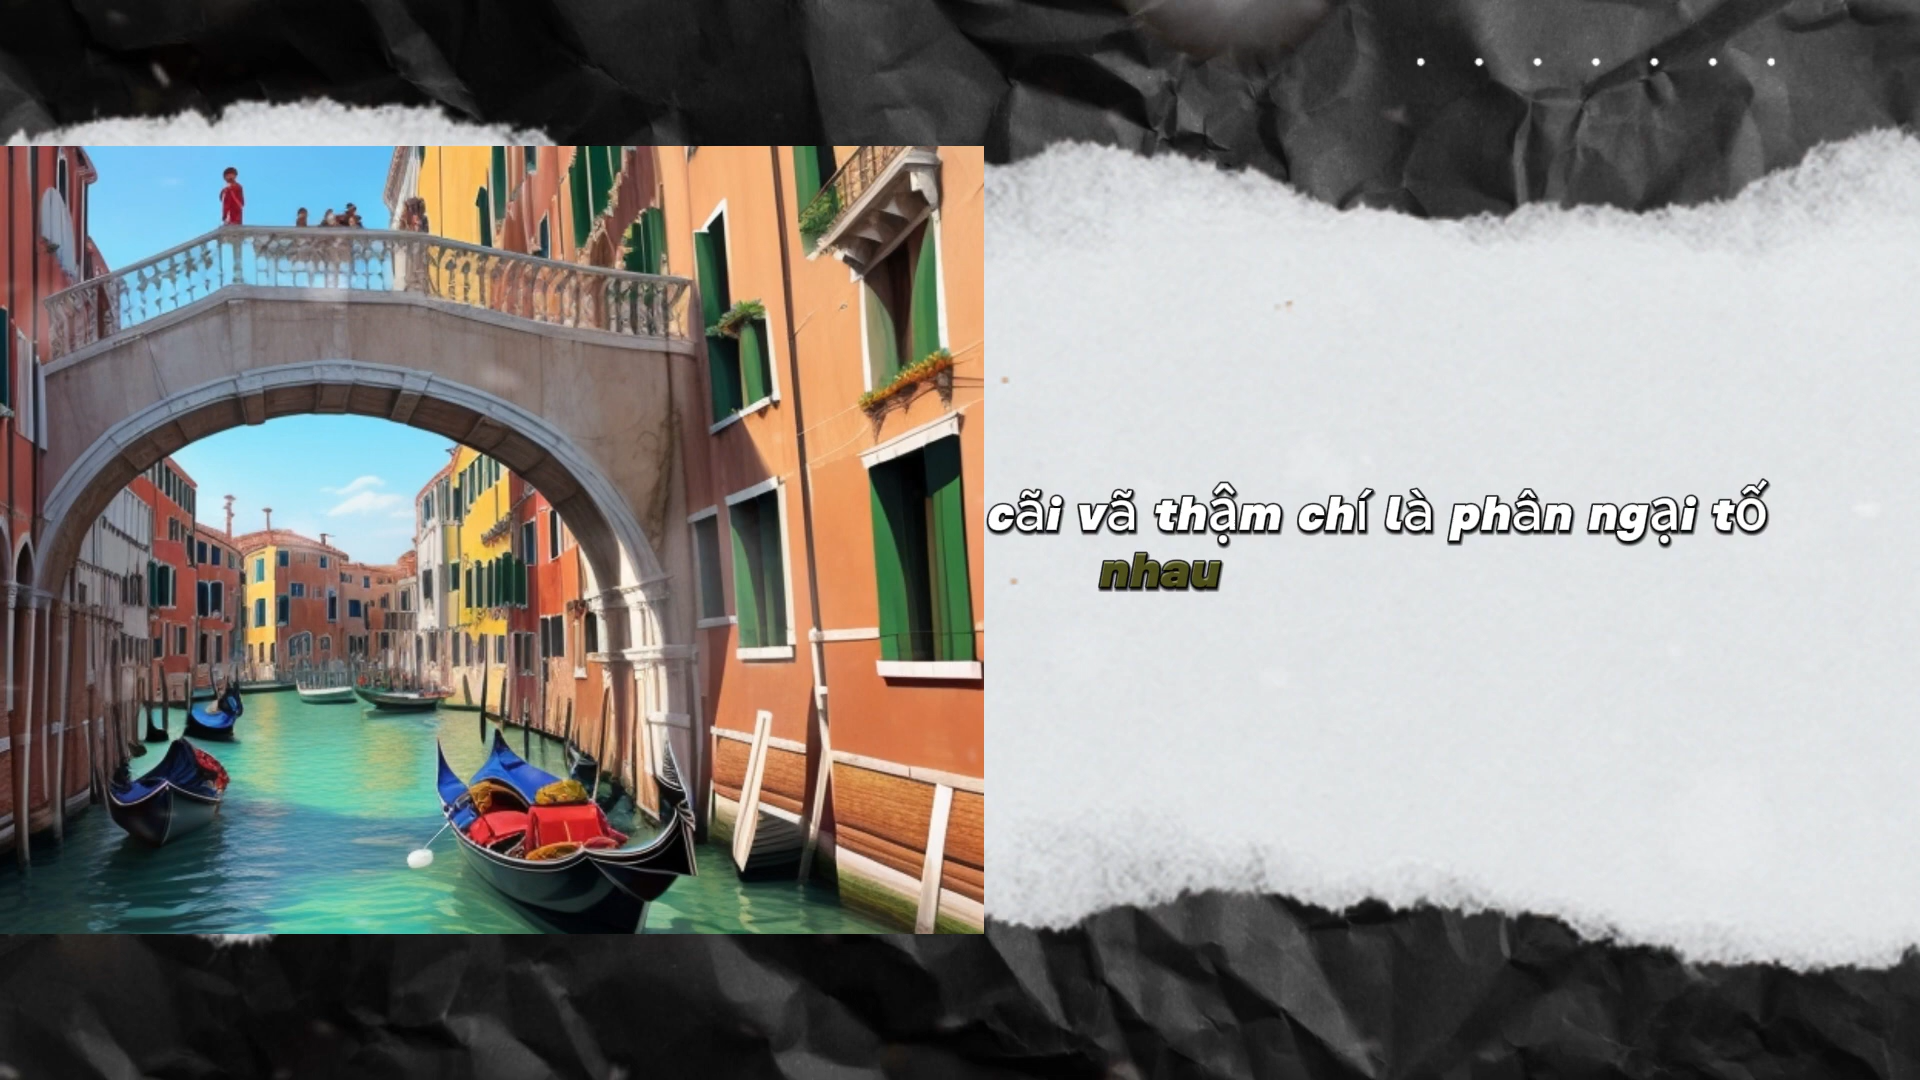 cãi vã thậm chí là phân ngại tố
nhau